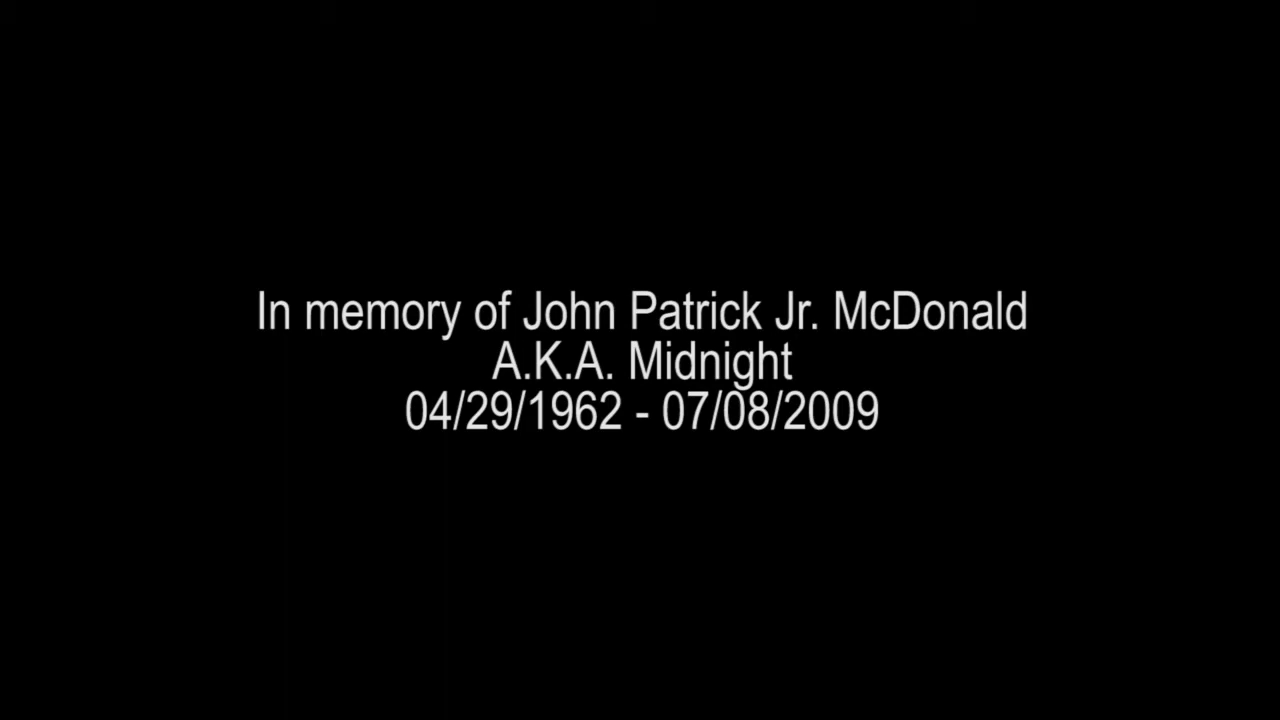 In memory of John Patrick Jr. McDonald
A.K.A. Midnight
04/29/1962 - 07/08/2009